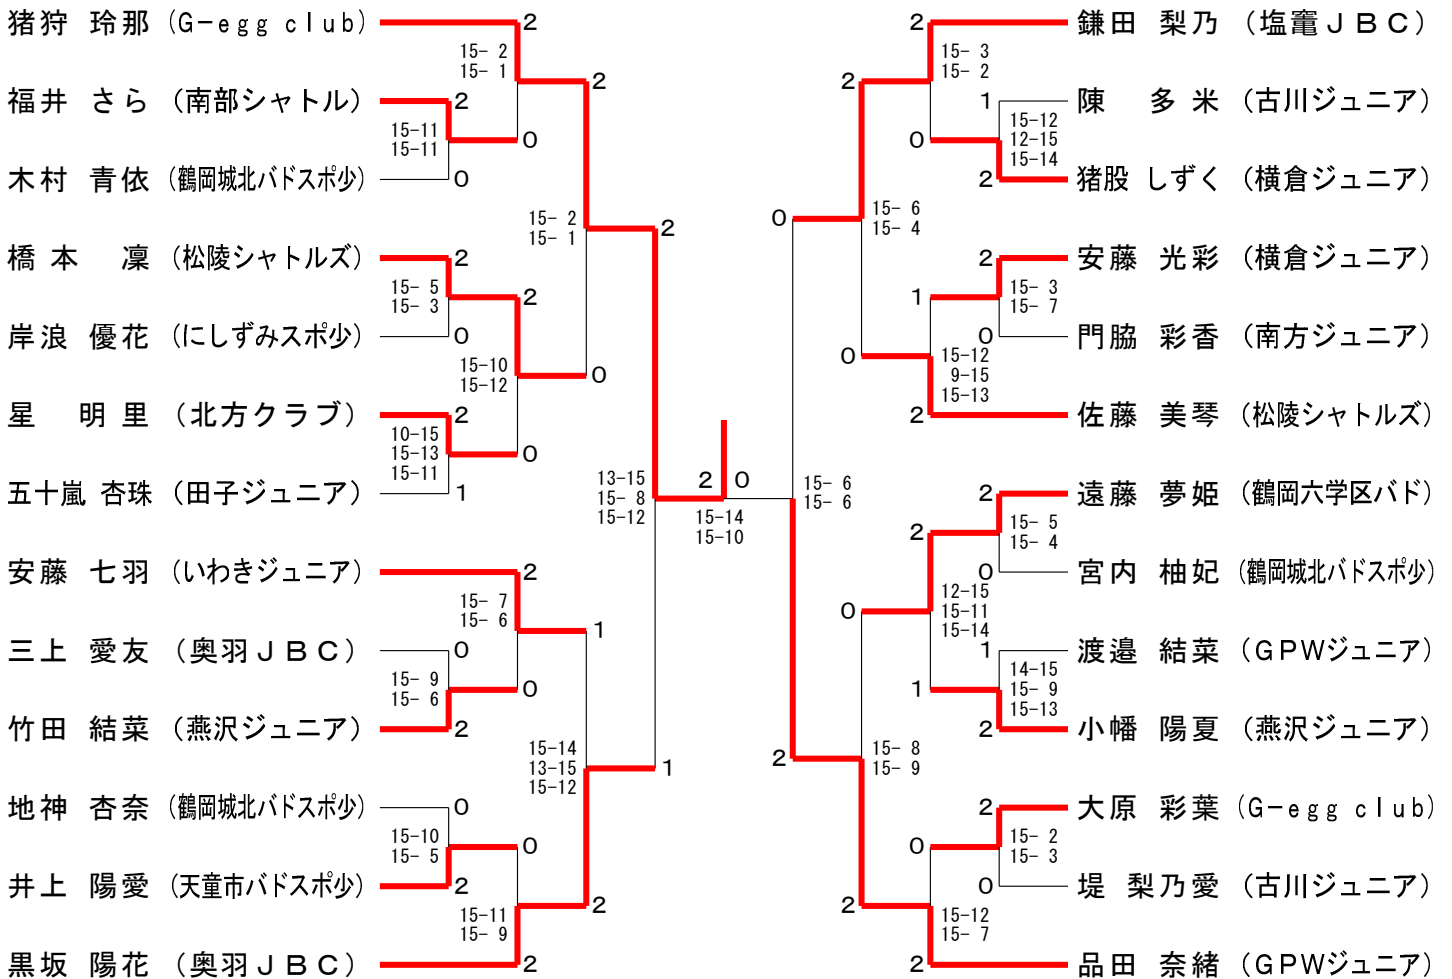 猪狩 玲那 (G-egg club) 2 2 鎌田 梨乃 (塩竈ＪＢＣ)
15- 2 15- 3
15- 1 2 2 15- 2
福井 さら (南部シャトル) 2 1 陳 多米 (古川ジュニア)
15-11 15-12
15-11 0 0 12-15
15-14
木村 青依 (鶴岡城北バドスポ少) 0 2 猪股 しずく (横倉ジュニア)
15- 2 2 0 15- 6
15- 1 15- 4
橋本 凜 (松陵シャトルズ) 2 2 安藤 光彩 (横倉ジュニア)
15- 5 2 1 15- 3
15- 3 15- 7
岸浪 優花 (にしずみスポ少) 0 0 門脇 彩香 (南方ジュニア)
15-10 0 0 15-12
15-12 9-15
15-13
星 明里 (北方クラブ) 2 2 佐藤 美琴 (松陵シャトルズ)
10-15
15-13 0
15-11
五十嵐 杏珠 (田子ジュニア) 1 2 遠藤 夢姫 (鶴岡六学区バド)
13-15 2 0 15- 6
15- 8 15- 6
15-12 15-14
15-10
2 15- 5
15- 4
安藤 七羽 (いわきジュニア) 2 0 宮内 柚妃 (鶴岡城北バドスポ少)
15- 7 12-15
15- 6 1 0 15-11
15-14
三上 愛友 (奥羽ＪＢＣ) 0 1 渡邉 結菜 (GPWジュニア)
15- 9 14-15
15- 6 0 1 15- 9
15-13
竹田 結菜 (燕沢ジュニア) 2 2 小幡 陽夏 (燕沢ジュニア)
15-14 1 2 15- 8
13-15 15- 9
15-12
地神 杏奈 (鶴岡城北バドスポ少) 0 2 大原 彩葉 (G-egg club)
15-10 0 0 15- 2
15- 5 15- 3
井上 陽愛 (天童市バドスポ少) 2 0 堤 梨乃愛 (古川ジュニア)
15-11 2 2 15-12
15- 9 15- 7
黒坂 陽花 (奥羽ＪＢＣ) 2 2 品田 奈緒 (GPWジュニア)